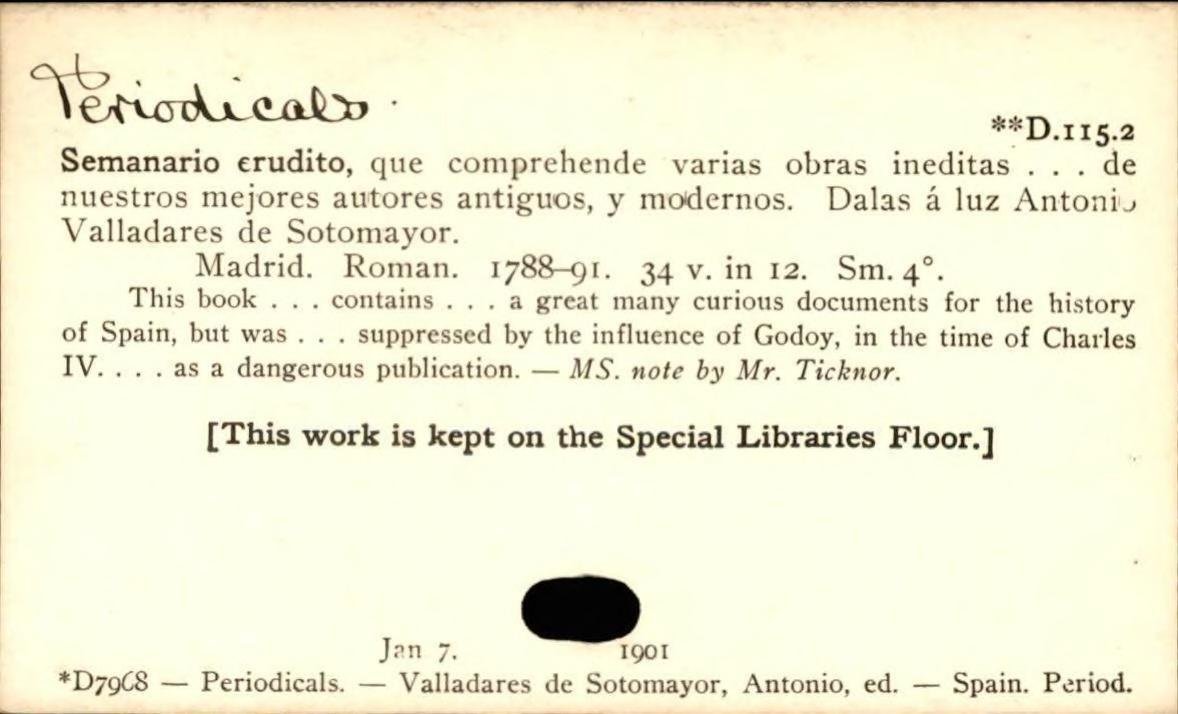 Periodicals.
**D.115.2
Semanario erudito, que comprehende varias obras ineditas . . . de
nuestros mejores autores antiguos, y modernos. Dalas á luz Antonio
Valladares de Sotomayor.
Madrid. Roman. 1788–91. 34 v. in 12. Sm. 4°.
This book . . . contains . . . a great many curious documents for the history
of Spain, but was . . . suppressed by the influence of Godoy, in the time of Charles
IV. . . . as a dangerous publication. — MS. note by Mr. Ticknor.
[This work is kept on the Special Libraries Floor.]
Jan 7. 1901
*D7968 — Periodicals. — Valladares de Sotomayor, Antonio, ed. — Spain. Period.